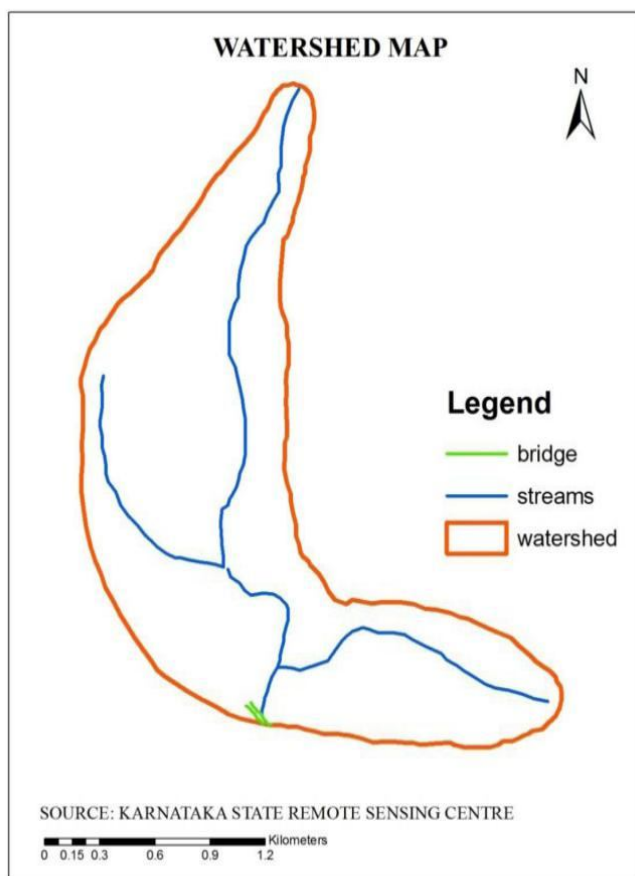 WATERSHED MAP
N
Legend
bridge
streams
watershed
SOURCE: KARNATAKA STATE REMOTE SENSING CENTRE
Kilometers
0 0.15 0.3 0.6 0.9 1.2